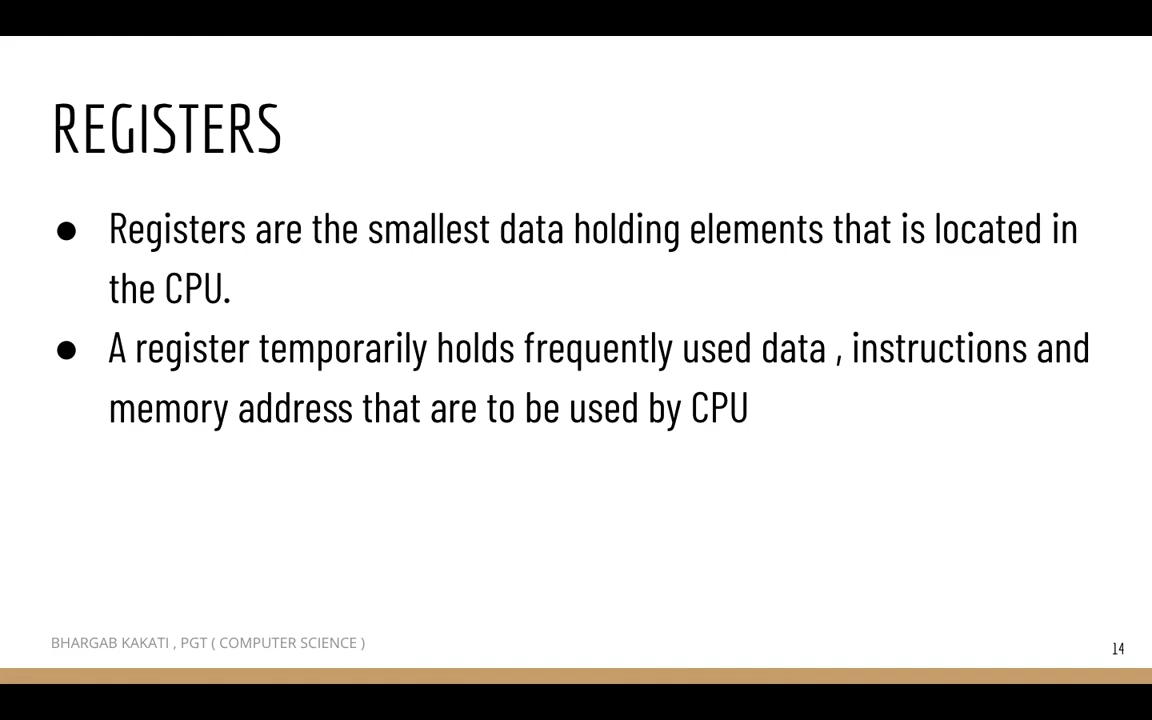 REGISTERS
● Registers are the smallest data holding elements that is located in
the CPU.
● A register temporarily holds frequently used data , instructions and
memory address that are to be used by CPU
BHARGAB KAKATI , PGT ( COMPUTER SCIENCE )
14